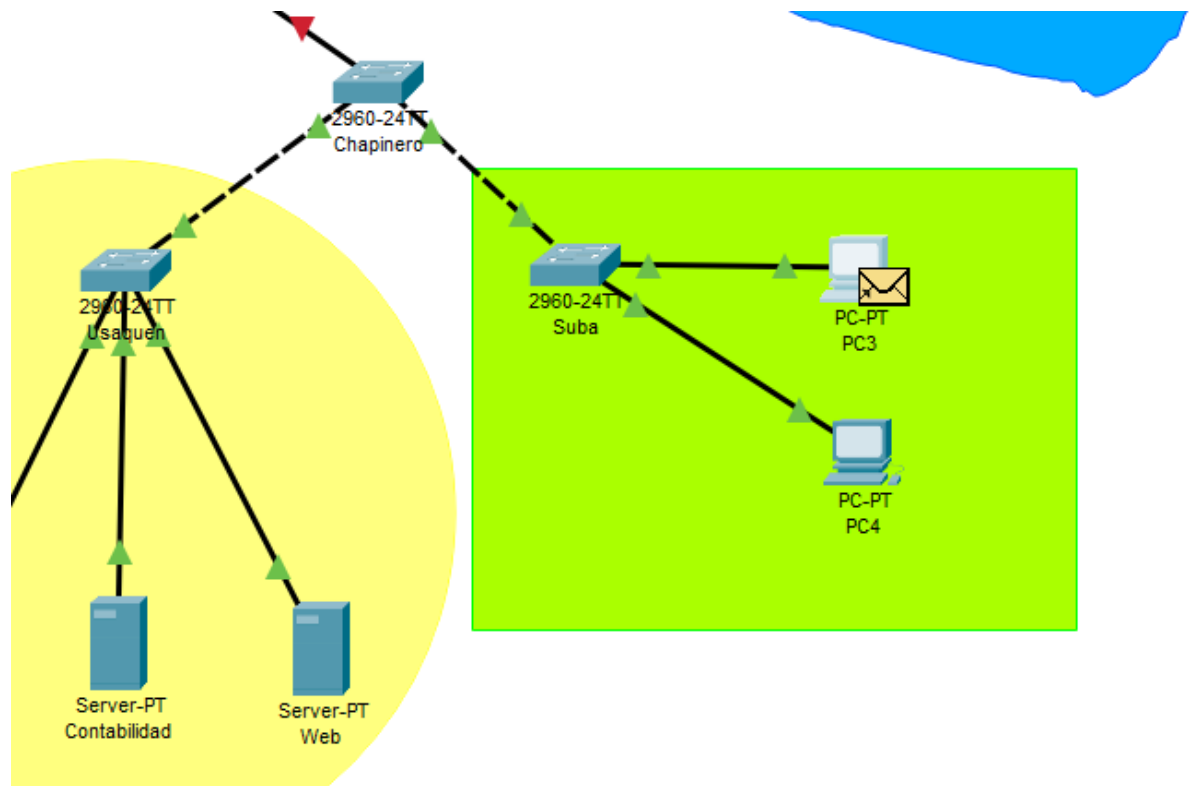 2960-24TT
Chapinero
2960-24TT
Usaquen
2960-24TT
Suba
PC-PT
PC3
PC-PT
PC4
Server-PT
Contabilidad
Server-PT
Web